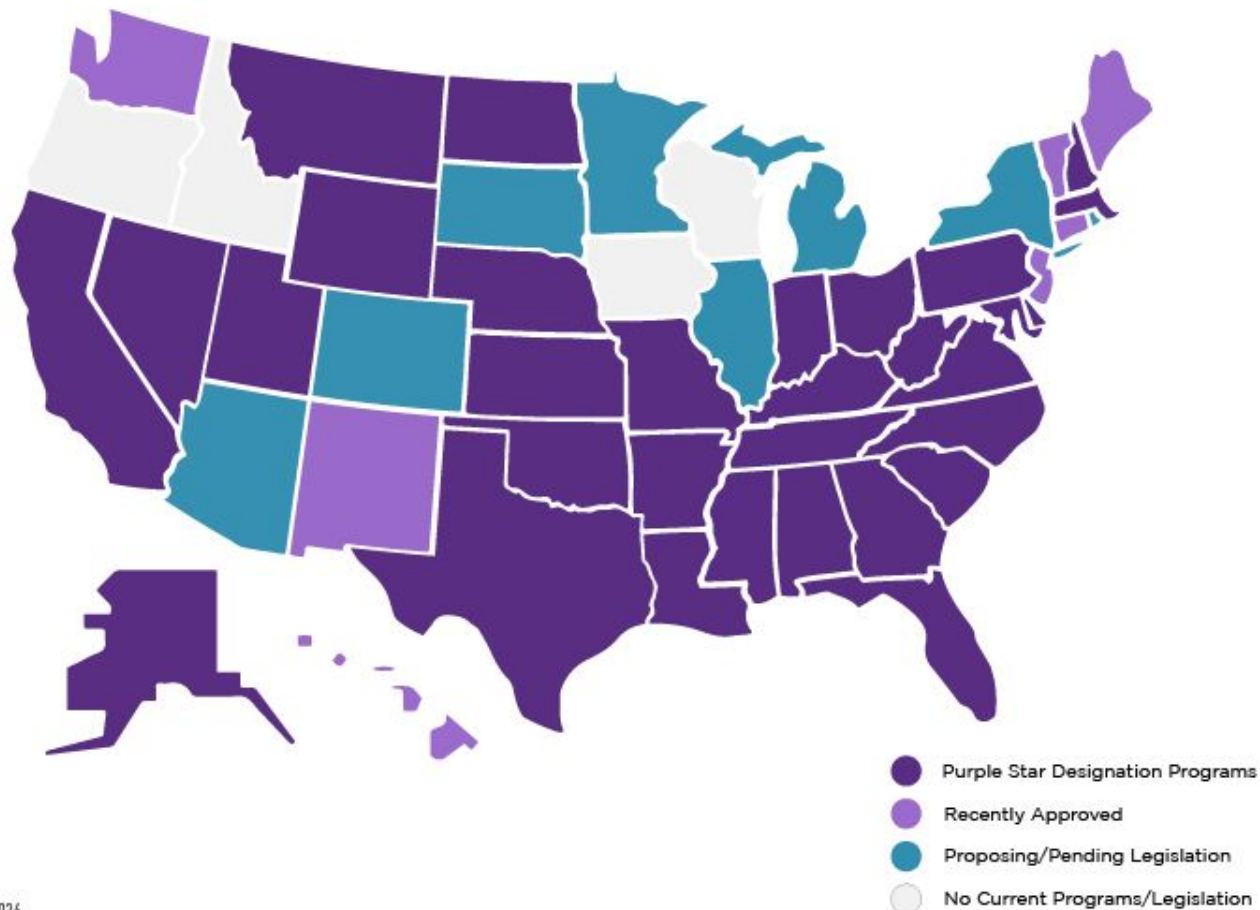 Purple Star Designation Programs
Recently Approved
Proposing/Pending Legislation
No Current Programs/Legislation